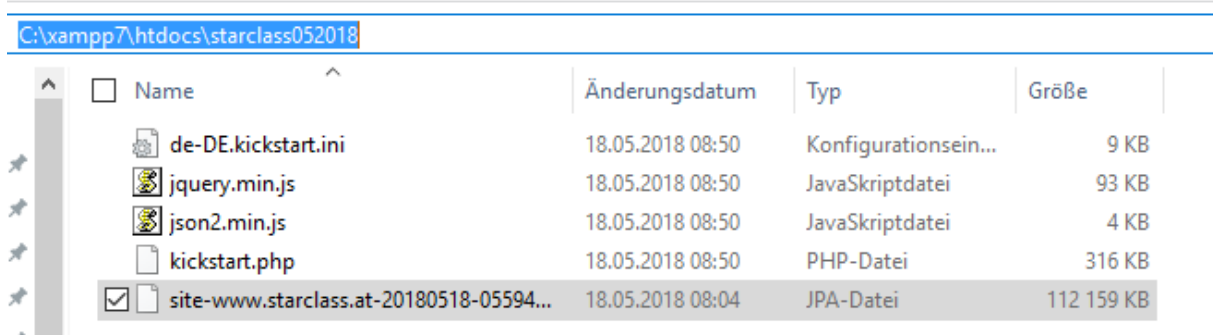 C:\xampp7\htdocs\starclass052018
Name Änderungsdatum Typ Größe
de-DE.kickstart.ini 18.05.2018 08:50 Konfigurationsein... 9 KB
jquery.min.js 18.05.2018 08:50 JavaSkriptdatei 93 KB
json2.min.js 18.05.2018 08:50 JavaSkriptdatei 4 KB
kickstart.php 18.05.2018 08:50 PHP-Datei 316 KB
site-www.starclass.at-20180518-05594... 18.05.2018 08:04 JPA-Datei 112 159 KB